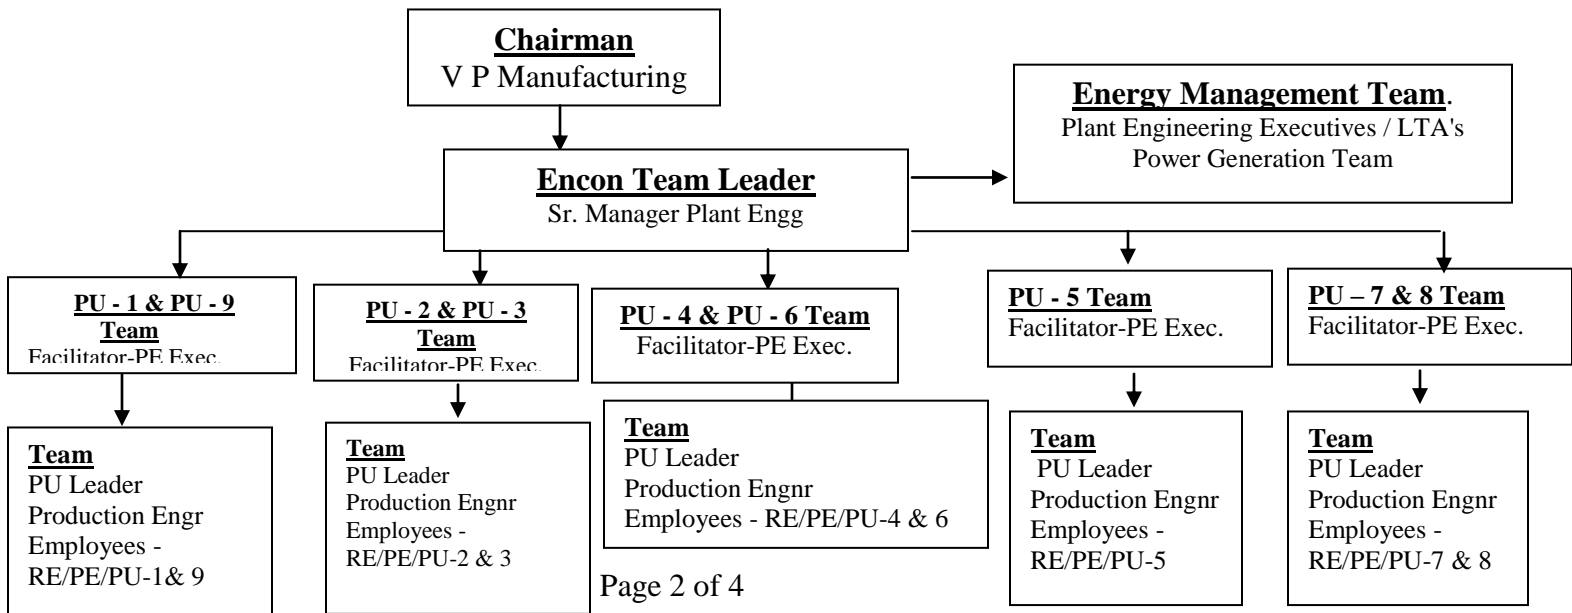 Chairman
V P Manufacturing
Energy Management Team.
Plant Engineering Executives / LTA's
Power Generation Team
Encon Team Leader
Sr. Manager Plant Engg
PU - 1 & PU - 9
Team
Facilitator-PE Exec.
PU - 2 & PU - 3
Team
Facilitator-PE Exec.
PU - 4 & PU - 6 Team
Facilitator-PE Exec.
PU - 5 Team
Facilitator-PE Exec.
PU – 7 & 8 Team
Facilitator-PE Exec.
Team
PU Leader
Production Engr
Employees -
RE/PE/PU-1& 9
Team
PU Leader
Production Engnr
Employees -
RE/PE/PU-2 & 3
Team
PU Leader
Production Engnr
Employees - RE/PE/PU-4 & 6
Team
PU Leader
Production Engnr
Employees -
RE/PE/PU-5
Team
PU Leader
Production Engnr
Employees -
RE/PE/PU-7 & 8
Page 2 of 4